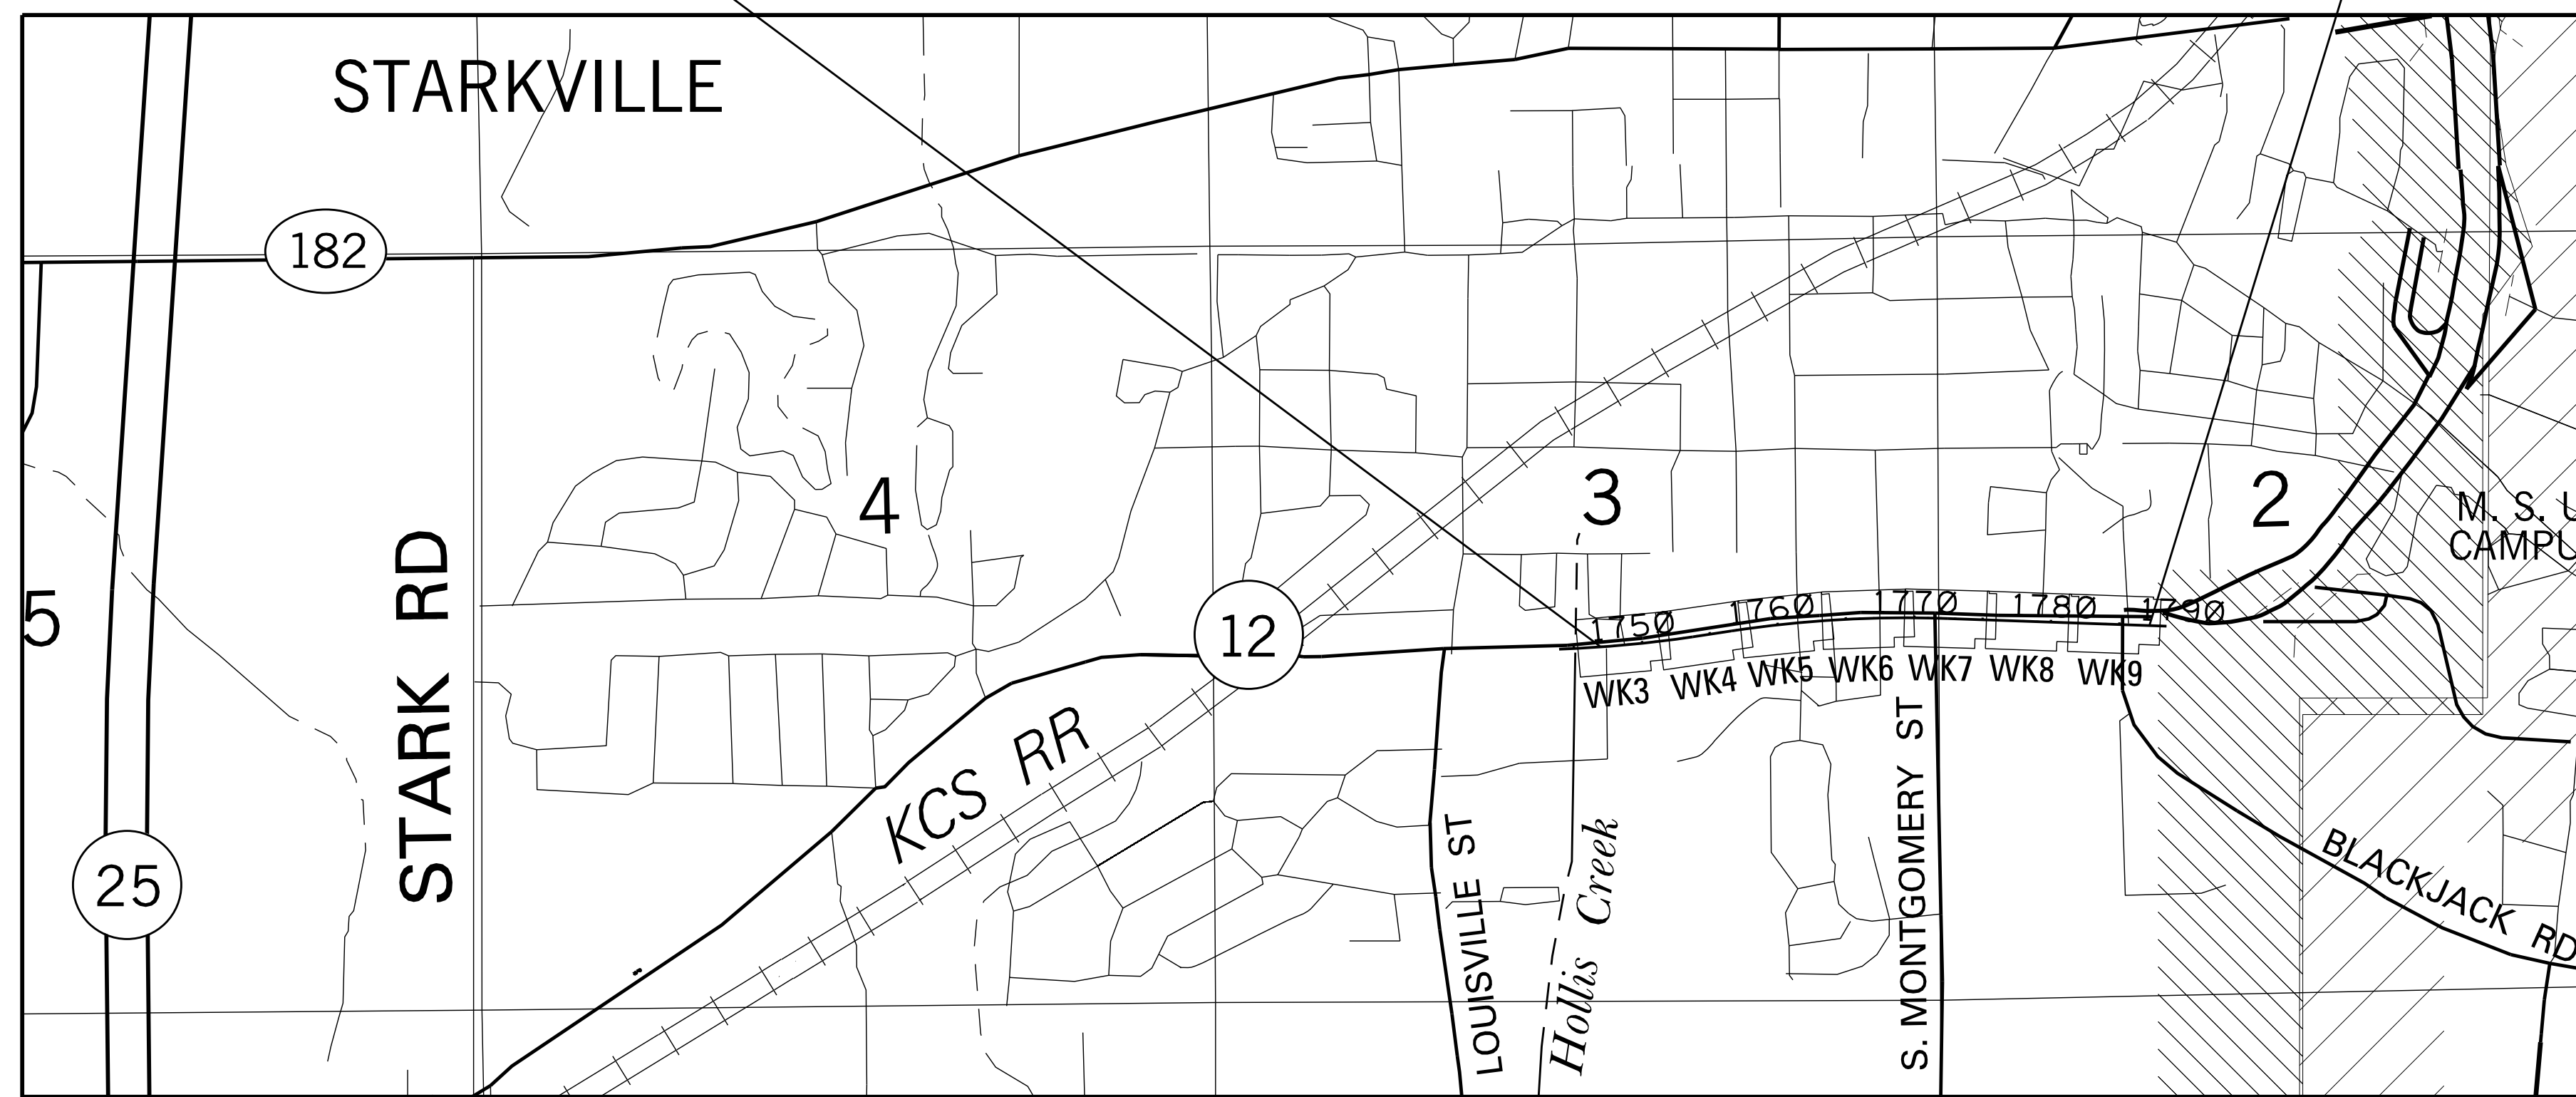 STARKVILLE
182
4
3
2
M. S. U
CAMPU
STARK RD
5
12
1750 1760 1770 1780 1790
WK3 WK4 WK5 WK6 WK7 WK8 WK9
KCS RR
25
LOUISVILLE ST
Hollis Creek
S. MONTGOMERY ST
BLACKJACK RD